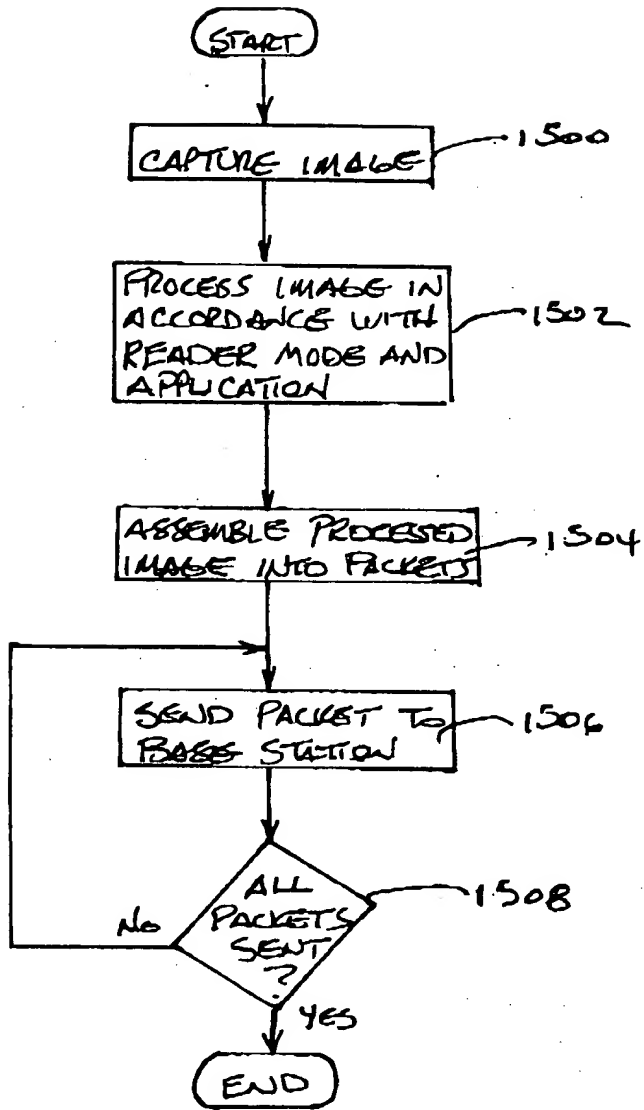 START
CAPTURE IMAGE
1500
PROCESS IMAGE IN
ACCORDANCE WITH
READER MODE AND
APPLICATION
1502
ASSEMBLE PROCESSED
IMAGE INTO PACKETS
1504
SEND PACKET TO
BASE STATION
1506
ALL
PACKETS
SENT
?
1508
No
YES
END